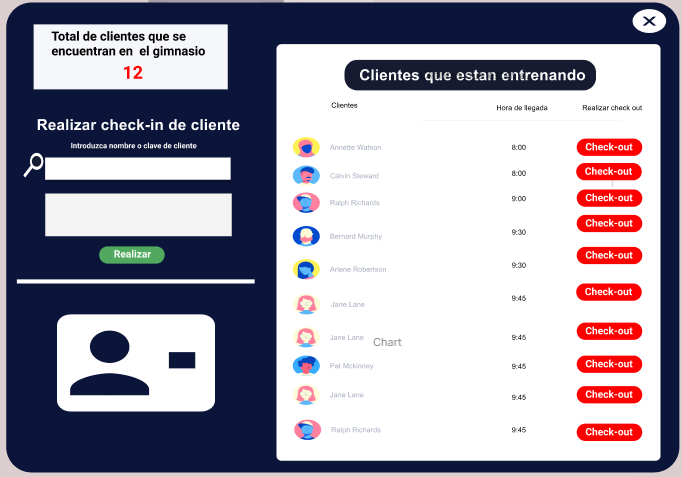 Total de clientes que se
encuentran en el gimnasio
12
Realizar check-in de cliente
Introduzca nombre o clave de cliente
Realizar
Clientes que estan entrenando
Clientes Hora de llegada Realizar check out
Annette Watson 8:00 Check-out
Calvin Steward 8:00 Check-out
Ralph Richards 9:00 Check-out
Bernard Murphy 9:30 Check-out
Arlene Robertson 9:30 Check-out
Jane Lane 9:45 Check-out
Jane Lane Chart 9:45 Check-out
Pat Mckinney 9:45 Check-out
Jane Lane 9:45 Check-out
Ralph Richards 9:45 Check-out